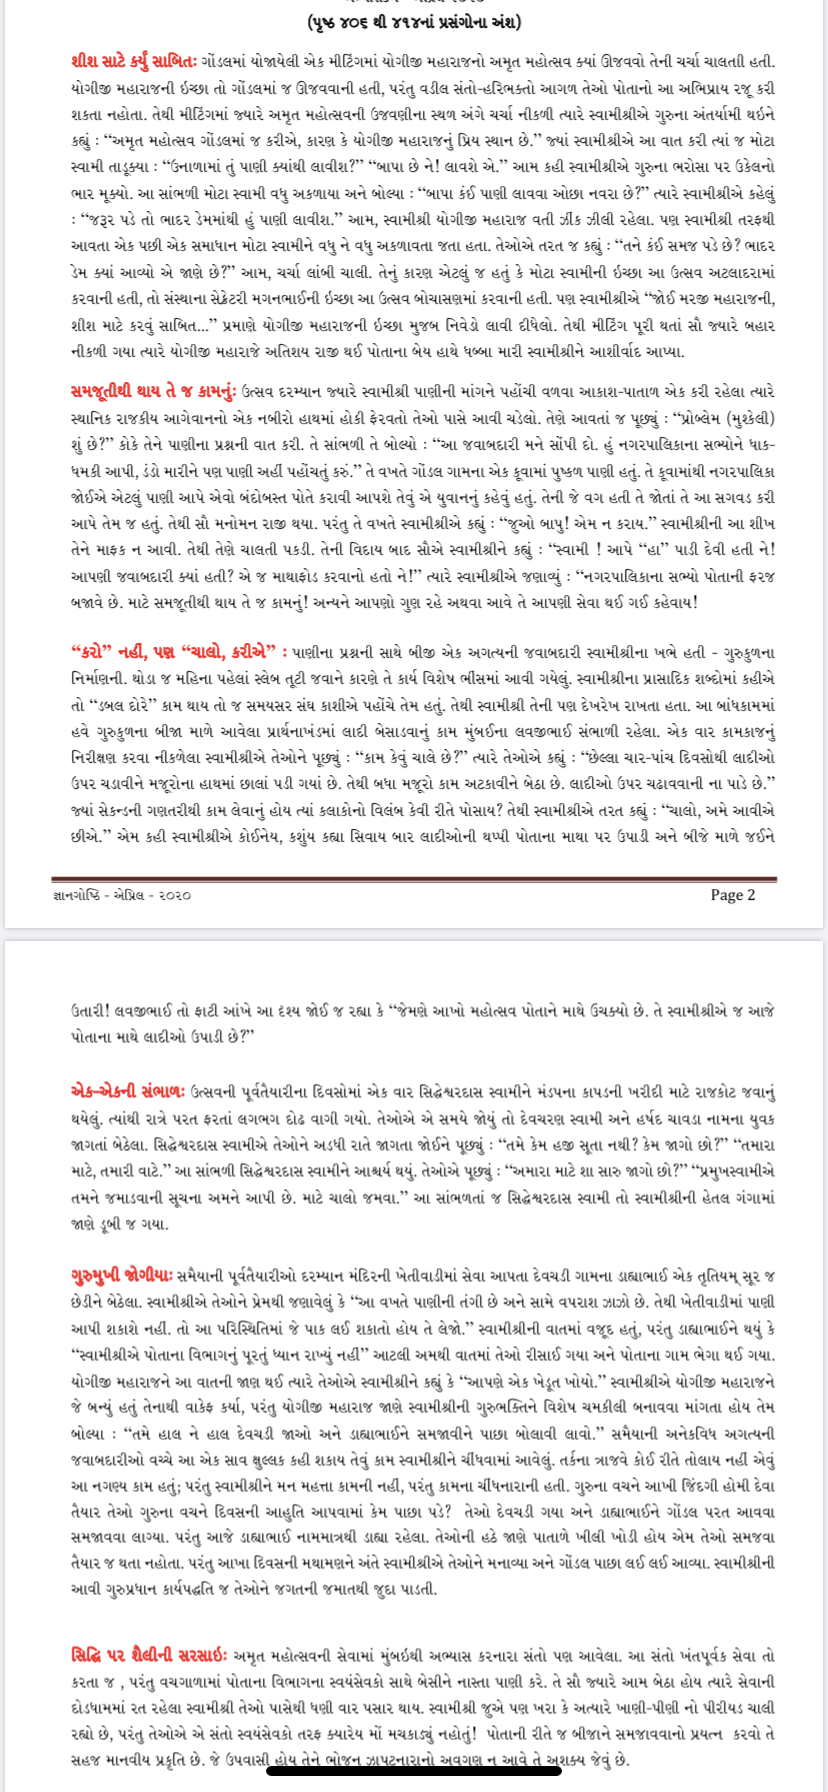 (પૃષ્ઠ ૪૦૬ થી ૪૧૪નાં પ્રસંગોના અંશ)
શીશ સાટે કર્યું સાબિતઃ ગોંડલમાં યોજાયેલી એક મીટિંગમાં યોગીજી મહારાજનો અમૃત મહોત્સવ ક્યાં ઊજવવો તેની ચર્ચા ચાલતાી હતી.
યોગીજી મહારાજની ઇચ્છા તો ગોંડલમાં જ ઊજવવાની હતી, પરંતુ વડીલ સંતો-હરિભક્તો આગળ તેઓ પોતાનો આ અભિપ્રાય રજૂ કરી
શકતા નહોતા. તેથી મીટિંગમાં જ્યારે અમૃત મહોત્સવની ઉજવણીના સ્થળ અંગે ચર્ચા નીકળી ત્યારે સ્વામીશ્રીએ ગુરુના અંતર્યામી થઇને
કહ્યું : “અમૃત મહોત્સવ ગોંડલમાં જ કરીએ, કારણ કે યોગીજી મહારાજનું પ્રિય સ્થાન છે.” જ્યાં સ્વામીશ્રીએ આ વાત કરી ત્યાં જ મોટા
સ્વામી તાડૂક્યા : “ઉનાળામાં તું પાણી ક્યાંથી લાવીશ?” “બાપા છે ને! લાવશે એ.” આમ કહી સ્વામીશ્રીએ ગુરુના ભરોસા પર ઉકેલનો
ભાર મૂક્યો. આ સાંભળી મોટા સ્વામી વધુ અકળાયા અને બોલ્યા : “બાપા કંઈ પાણી લાવવા ઓછા નવરા છે?” ત્યારે સ્વામીશ્રીએ કહેલું
: “જરૂર પડે તો ભાદર ડેમમાંથી હું પાણી લાવીશ.” આમ, સ્વામીશ્રી યોગીજી મહારાજ વતી ઝીંક ઝીલી રહેલા. પણ સ્વામીશ્રી તરફથી
આવતા એક પછી એક સમાધાન મોટા સ્વામીને વધુ ને વધુ અકળાવતા જતા હતા. તેઓએ તરત જ કહ્યું : “તને કંઈ સમજ પડે છે? ભાદર
ડેમ ક્યાં આવ્યો એ જાણે છે?” આમ, ચર્ચા લાંબી ચાલી. તેનું કારણ એટલું જ હતું કે મોટા સ્વામીની ઇચ્છા આ ઉત્સવ અટલાદરામાં
કરવાની હતી, તો સંસ્થાના સેક્રેટરી મગનભાઈની ઇચ્છા આ ઉત્સવ બોચાસણમાં કરવાની હતી. પણ સ્વામીશ્રીએ “જોઈ મરજી મહારાજની,
શીશ માટે કરવું સાબિત...” પ્રમાણે યોગીજી મહારાજની ઇચ્છા મુજબ નિવેડો લાવી દીધેલો. તેથી મીટિંગ પૂરી થતાં સૌ જ્યારે બહાર
નીકળી ગયા ત્યારે યોગીજી મહારાજે અતિશય રાજી થઈ પોતાના બેય હાથે ધબ્બા મારી સ્વામીશ્રીને આશીર્વાદ આપ્યા.
સમજૂતીથી થાય તે જ કામનુંઃ ઉત્સવ દરમ્યાન જ્યારે સ્વામીશ્રી પાણીની માંગને પહોંચી વળવા આકાશ-પાતાળ એક કરી રહેલા ત્યારે
સ્થાનિક રાજકીય આગેવાનનો એક નબીરો હાથમાં હોકી ફેરવતો તેઓ પાસે આવી ચડેલો. તેણે આવતાં જ પૂછ્યું : “પ્રોબ્લેમ (મુશ્કેલી)
શું છે?” કોકે તેને પાણીના પ્રશ્નની વાત કરી. તે સાંભળી તે બોલ્યો : “આ જવાબદારી મને સોંપી દો. હું નગરપાલિકાના સભ્યોને ધાક-
ધમકી આપી, ડંડો મારીને પણ પાણી અહીં પહોંચતું કરું.” તે વખતે ગોંડલ ગામના એક કૂવામાં પુષ્કળ પાણી હતું. તે કૂવામાંથી નગરપાલિકા
જોઈએ એટલું પાણી આપે એવો બંદોબસ્ત પોતે કરાવી આપશે તેવું એ યુવાનનું કહેવું હતું. તેની જે વગ હતી તે જોતાં તે આ સગવડ કરી
આપે તેમ જ હતું. તેથી સૌ મનોમન રાજી થયા. પરંતુ તે વખતે સ્વામીશ્રીએ કહ્યું : “જુઓ બાપુ! એમ ન કરાય.” સ્વામીશ્રીની આ શીખ
તેને માફક ન આવી. તેથી તેણે ચાલતી પકડી. તેની વિદાય બાદ સૌએ સ્વામીશ્રીને કહ્યું : “સ્વામી ! આપે “હા” પાડી દેવી હતી ને!
આપણી જવાબદારી ક્યાં હતી? એ જ માથાફોડ કરવાનો હતો ને!” ત્યારે સ્વામીશ્રીએ જણાવ્યું : “નગરપાલિકાના સભ્યો પોતાની ફરજ
બજાવે છે. માટે સમજૂતીથી થાય તે જ કામનું! અન્યને આપણો ગુણ રહે અથવા આવે તે આપણી સેવા થઈ ગઈ કહેવાય!
“કરો” નહીં, પણ “ચાલો, કરીએ” : પાણીના પ્રશ્નની સાથે બીજી એક અગત્યની જવાબદારી સ્વામીશ્રીના ખભે હતી - ગુરુકુળના
નિર્માણની. થોડા જ મહિના પહેલાં સ્લેબ તૂટી જવાને કારણે તે કાર્ય વિશેષ ભીંસમાં આવી ગયેલું. સ્વામીશ્રીના પ્રાસાદિક શબ્દોમાં કહીએ
તો “ડબલ દોરે” કામ થાય તો જ સમયસર સંઘ કાશીએ પહોંચે તેમ હતું. તેથી સ્વામીશ્રી તેની પણ દેખરેખ રાખતા હતા. આ બાંધકામમાં
હવે ગુરુકુળના બીજા માળે આવેલા પ્રાર્થનાખંડમાં લાદી બેસાડવાનું કામ મુંબઈના લવજીભાઈ સંભાળી રહેલા. એક વાર કામકાજનું
નિરીક્ષણ કરવા નીકળેલા સ્વામીશ્રીએ તેઓને પૂછ્યું : “કામ કેવું ચાલે છે?” ત્યારે તેઓએ કહ્યું : “છેલ્લા ચાર-પાંચ દિવસોથી લાદીઓ
ઉપર ચડાવીને મજૂરોના હાથમાં છાલાં પડી ગયાં છે. તેથી બધા મજૂરો કામ અટકાવીને બેઠા છે. લાદીઓ ઉપર ચઢાવવાની ના પાડે છે.”
જ્યાં સેકન્ડની ગણતરીથી કામ લેવાનું હોય ત્યાં કલાકોનો વિલંબ કેવી રીતે પોસાય? તેથી સ્વામીશ્રીએ તરત કહ્યું : “ચાલો, અમે આવીએ
છીએ.” એમ કહી સ્વામીશ્રીએ કોઈનેય, કશુંય કહ્યા સિવાય બાર લાદીઓની થપ્પી પોતાના માથા પર ઉપાડી અને બીજે માળે જઈને
જ્ઞાનગોષ્ઠિ - એપ્રિલ - ૨૦૨૦ Page 2
ઉતારી! લવજીભાઈ તો ફાટી આંખે આ દૃશ્ય જોઈ જ રહ્યા કે “જેમણે આખો મહોત્સવ પોતાને માથે ઉચક્યો છે. તે સ્વામીશ્રીએ જ આજે
પોતાના માથે લાદીઓ ઉપાડી છે?”
એક-એકની સંભાળઃ ઉત્સવની પૂર્વતૈયારીના દિવસોમાં એક વાર સિદ્ધેશ્વરદાસ સ્વામીને મંડપના કાપડની ખરીદી માટે રાજકોટ જવાનું
થયેલું. ત્યાંથી રાત્રે પરત ફરતાં લગભગ દોઢ વાગી ગયો. તેઓએ એ સમયે જોયું તો દેવચરણ સ્વામી અને હર્ષદ ચાવડા નામના યુવક
જાગતાં બેઠેલા. સિદ્ધેશ્વરદાસ સ્વામીએ તેઓને અડધી રાતે જાગતા જોઈને પૂછ્યું : “તમે કેમ હજી સૂતા નથી? કેમ જાગો છો?” “તમારા
માટે, તમારી વાટે.” આ સાંભળી સિદ્ધેશ્વરદાસ સ્વામીને આશ્ચર્ય થયું. તેઓએ પૂછ્યું : “અમારા માટે શા સારુ જાગો છો?” “પ્રમુખસ્વામીએ
તમને જમાડવાની સૂચના અમને આપી છે. માટે ચાલો જમવા.” આ સાંભળતાં જ સિદ્ધેશ્વરદાસ સ્વામી તો સ્વામીશ્રીની હેતલ ગંગામાં
જાણે ડૂબી જ ગયા.
ગુરુમુખી જોગીયાઃ સમૈયાની પૂર્વતૈયારીઓ દરમ્યાન મંદિરની ખેતીવાડીમાં સેવા આપતા દેવચડી ગામના ડાહ્યાભાઈ એક તૃતિયમ્ સૂર જ
છેડીને બેઠેલા. સ્વામીશ્રીએ તેઓને પ્રેમથી જણાવેલું કે “આ વખતે પાણીની તંગી છે અને સામે વપરાશ ઝાઝો છે. તેથી ખેતીવાડીમાં પાણી
આપી શકાશે નહીં. તો આ પરિસ્થિતિમાં જે પાક લઈ શકાતો હોય તે લેજો.” સ્વામીશ્રીની વાતમાં વજૂદ હતું, પરંતુ ડાહ્યાભાઈને થયું કે
“સ્વામીશ્રીએ પોતાના વિભાગનું પૂરતું ધ્યાન રાખ્યું નહીં” આટલી અમથી વાતમાં તેઓ રીસાઈ ગયા અને પોતાના ગામ ભેગા થઈ ગયા.
યોગીજી મહારાજને આ વાતની જાણ થઈ ત્યારે તેઓએ સ્વામીશ્રીને કહ્યું કે “આપણે એક ખેડૂત ખોયો.” સ્વામીશ્રીએ યોગીજી મહારાજને
જે બન્યું હતું તેનાથી વાકેફ કર્યા, પરંતુ યોગીજી મહારાજ જાણે સ્વામીશ્રીની ગુરુભક્તિને વિશેષ ચમકીલી બનાવવા માંગતા હોય તેમ
બોલ્યા : “તમે હાલ ને હાલ દેવચડી જાઓ અને ડાહ્યાભાઈને સમજાવીને પાછા બોલાવી લાવો.” સમૈયાની અનેકવિધ અગત્યની
જવાબદારીઓ વચ્ચે આ એક સાવ ક્ષુલ્લક કહી શકાય તેવું કામ સ્વામીશ્રીને ચીંધવામાં આવેલું. તર્કના ત્રાજવે કોઈ રીતે તોલાય નહીં એવું
આ નગણ્ય કામ હતું; પરંતુ સ્વામીશ્રીને મન મહત્તા કામની નહીં, પરંતુ કામના ચીંધનારાની હતી. ગુરુના વચને આખી જિંદગી હોમી દેવા
તૈયાર તેઓ ગુરુના વચને દિવસની આહુતિ આપવામાં કેમ પાછા પડે? તેઓ દેવચડી ગયા અને ડાહ્યાભાઈને ગોંડલ પરત આવવા
સમજાવવા લાગ્યા. પરંતુ આજે ડાહ્યાભાઈ નામમાત્રથી ડાહ્યા રહેલા. તેઓની હઠે જાણે પાતાળે ખીલી ખોડી હોય એમ તેઓ સમજવા
તૈયાર જ થતા નહોતા. પરંતુ આખા દિવસની મથામણને અંતે સ્વામીશ્રીએ તેઓને મનાવ્યા અને ગોંડલ પાછા લઈ લઈ આવ્યા. સ્વામીશ્રીની
આવી ગુરુપ્રધાન કાર્યપદ્ધતિ જ તેઓને જગતની જમાતથી જુદા પાડતી.
સિદ્ધિ પર શૈલીની સરસાઇઃ અમૃત મહોત્સવની સેવામાં મુંબઇથી અભ્યાસ કરનારા સંતો પણ આવેલા. આ સંતો ખંતપૂર્વક સેવા તો
કરતા જ , પરંતુ વચગાળામાં પોતાના વિભાગના સ્વયંસેવકો સાથે બેસીને નાસ્તા પાણી કરે. તે સૌ જ્યારે આમ બેઠા હોય ત્યારે સેવાની
દોડધામમાં રત રહેલા સ્વામીશ્રી તેઓ પાસેથી ઘણી વાર પસાર થાય. સ્વામીશ્રી જુએ પણ ખરા કે અત્યારે ખાણી-પીણી નો પીરીયડ ચાલી
રહ્યો છે, પરંતુ તેઓએ એ સંતો સ્વયંસેવકો તરફ ક્યારેય મોં મચકાડ્યું નહોતું! પોતાની રીતે જ બીજાને સમજાવવાનો પ્રયત્ન કરવો તે
સહજ માનવીય પ્રકૃતિ છે. જે ઉપવાસી હોય તેને ભોજન ઝાપટનારાનો અવગણ ન આવે તે અશક્ય જેવું છે.